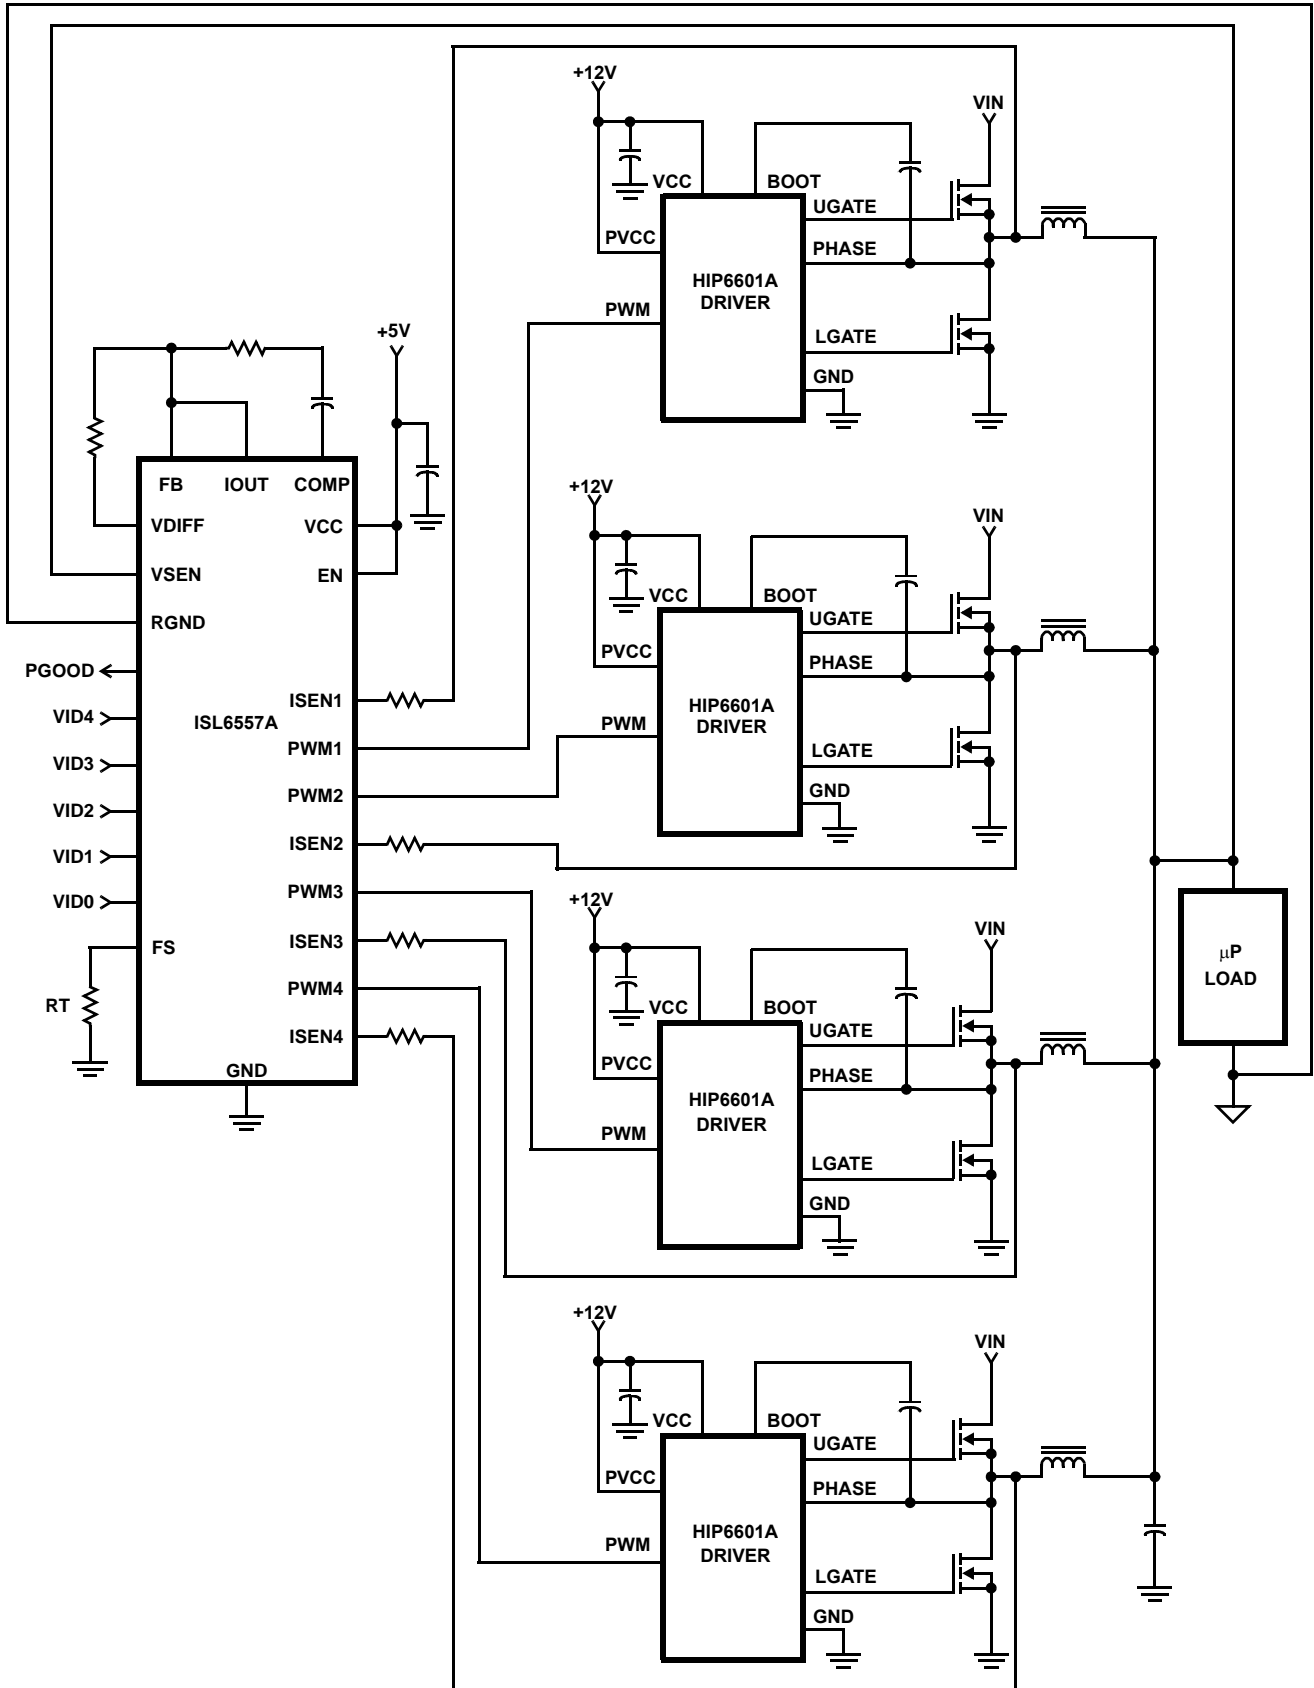 +12V
VIN
VCC
BOOT
UGATE
PVCC
PHASE
HIP6601A
DRIVER
PWM
LGATE
GND
+5V
FB
IOUT
COMP
VDIFF
VCC
VSEN
EN
RGND
PGOOD
ISEN1
VID4
ISL6557A
PWM1
VID3
PWM2
VID2
ISEN2
VID1
PWM3
VID0
ISEN3
FS
PWM4
RT
ISEN4
GND
+12V
VIN
VCC
BOOT
UGATE
PVCC
PHASE
HIP6601A
DRIVER
PWM
LGATE
GND
+12V
VIN
VCC
BOOT
UGATE
PVCC
PHASE
HIP6601A
DRIVER
PWM
LGATE
GND
µP
LOAD
+12V
VIN
VCC
BOOT
UGATE
PVCC
PHASE
HIP6601A
DRIVER
PWM
LGATE
GND